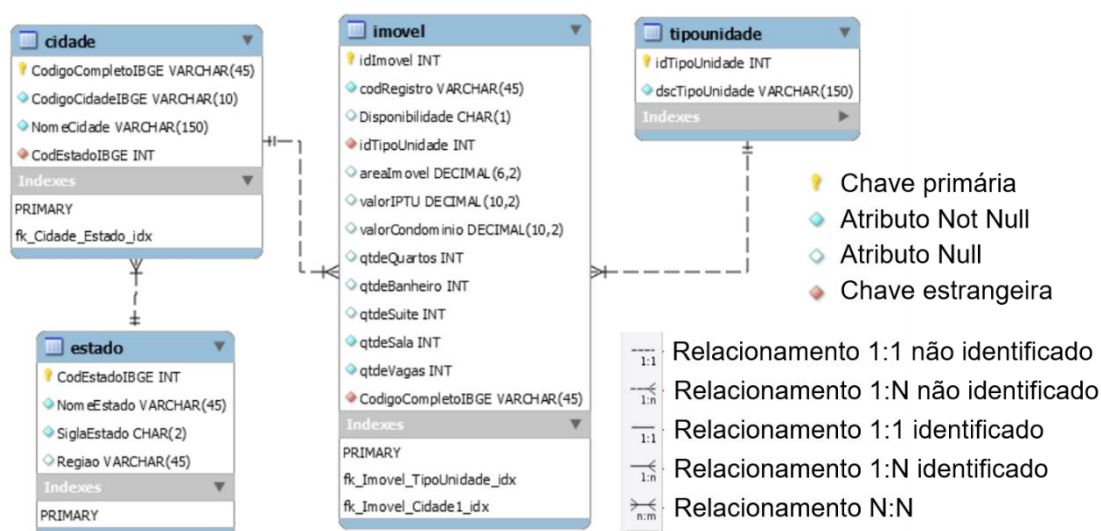 cidade
CodigoCompletoIBGE VARCHAR(45)
CodigoCidadeIBGE VARCHAR(10)
NomeCidade VARCHAR(150)
CodEstadoIBGE INT
Indexes
PRIMARY
fk_Cidade_Estado_idx
estado
CodEstadoIBGE INT
NomeEstado VARCHAR(45)
SiglaEstado CHAR(2)
Regiao VARCHAR(45)
Indexes
PRIMARY
imovel
idImovel INT
codRegistro VARCHAR(45)
Disponibilidade CHAR(1)
idTipoUnidade INT
areaImovel DECIMAL(6,2)
valorIPTU DECIMAL(10,2)
valorCondominio DECIMAL(10,2)
qtdeQuartos INT
qtdeBanheiro INT
qtdeSuite INT
qtdeSala INT
qtdeVagas INT
CodigoCompletoIBGE VARCHAR(45)
Indexes
PRIMARY
fk_Imovel_TipoUnidade_idx
fk_Imovel_Cidade1_idx
tipounidade
idTipoUnidade INT
dscTipoUnidade VARCHAR(150)
Indexes
Chave primária
Atributo Not Null
Atributo Null
Chave estrangeira
1:1 Relacionamento 1:1 não identificado
1:n Relacionamento 1:N não identificado
1:1 Relacionamento 1:1 identificado
1:n Relacionamento 1:N identificado
n:m Relacionamento N:N